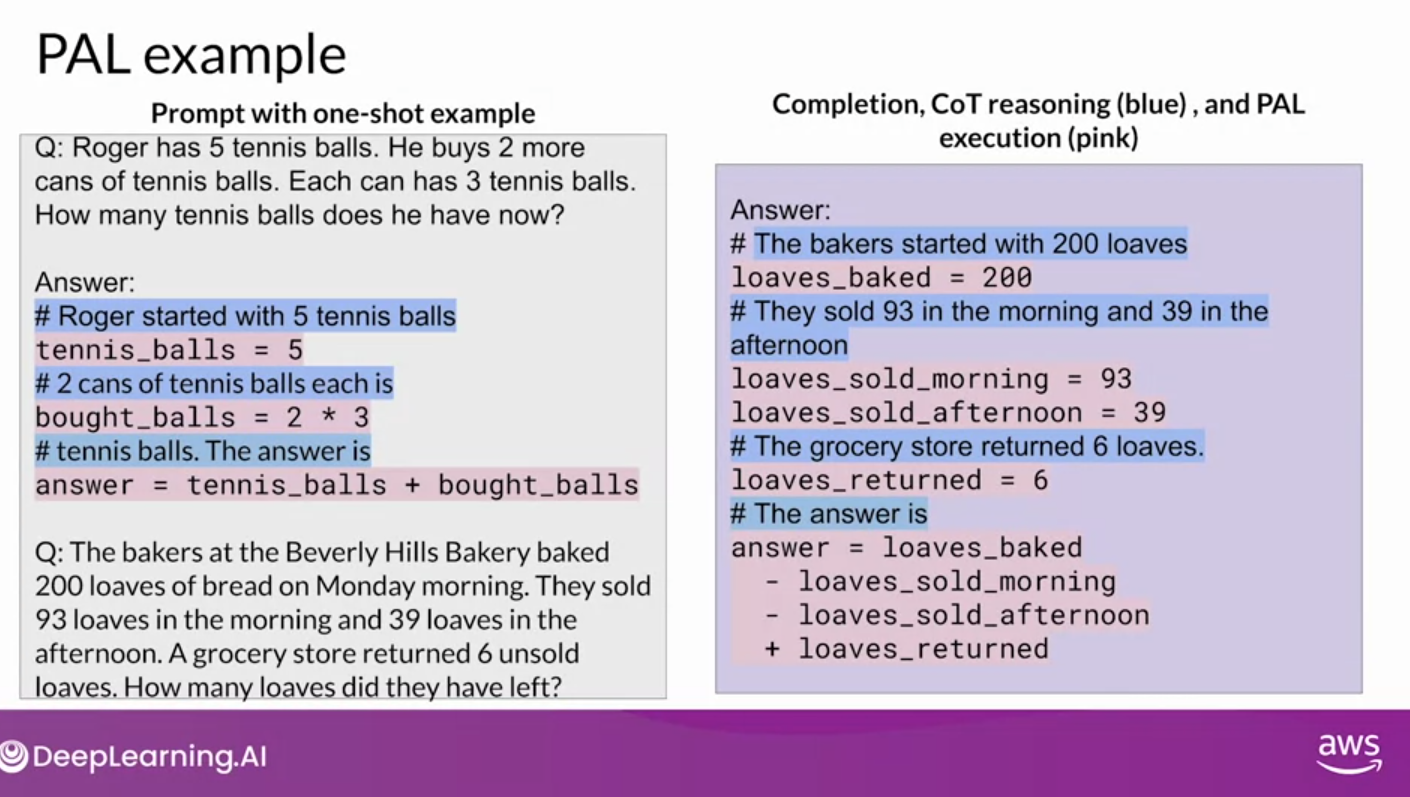 PAL example
Prompt with one-shot example
Q: Roger has 5 tennis balls. He buys 2 more
cans of tennis balls. Each can has 3 tennis balls.
How many tennis balls does he have now?
Answer:
# Roger started with 5 tennis balls
tennis_balls = 5
# 2 cans of tennis balls each is
bought_balls = 2 * 3
# tennis balls. The answer is
answer = tennis_balls + bought_balls
Q: The bakers at the Beverly Hills Bakery baked
200 loaves of bread on Monday morning. They sold
93 loaves in the morning and 39 loaves in the
afternoon. A grocery store returned 6 unsold
loaves. How many loaves did they have left?
Completion, CoT reasoning (blue) , and PAL
execution (pink)
Answer:
# The bakers started with 200 loaves
loaves_baked = 200
# They sold 93 in the morning and 39 in the
afternoon
loaves_sold_morning = 93
loaves_sold_afternoon = 39
# The grocery store returned 6 loaves.
loaves_returned = 6
# The answer is
answer = loaves_baked
- loaves_sold_morning
- loaves_sold_afternoon
+ loaves_returned
DeepLearning.AI
aws